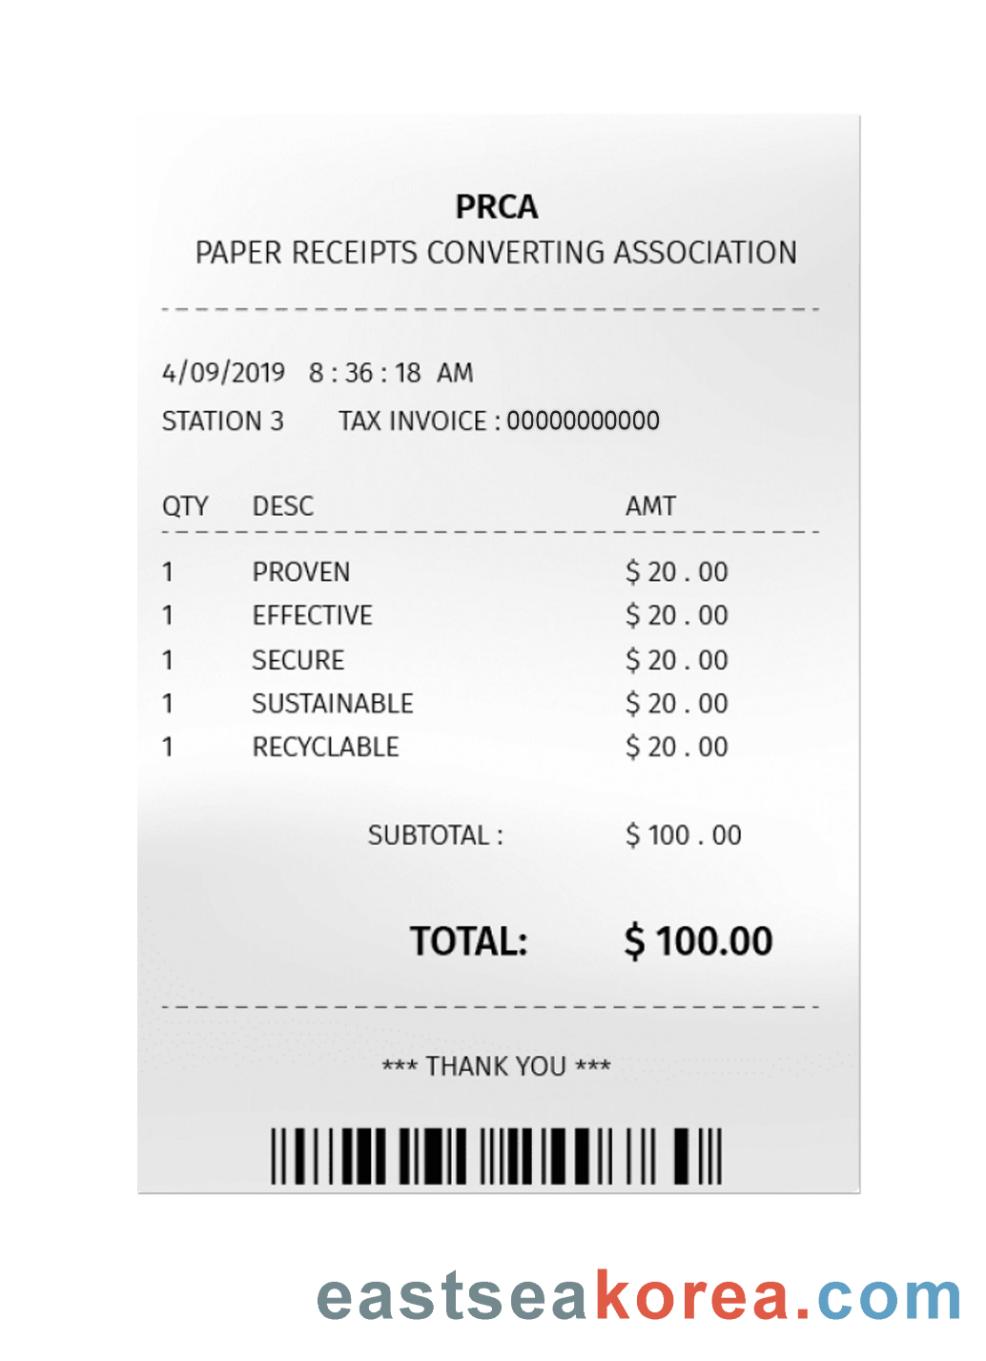 PRCA
PAPER RECEIPTS CONVERTING ASSOCIATION
4/09/2019 8 : 36 : 18 AM
STATION 3 TAX INVOICE : 00000000000
QTY DESC AMT
1 PROVEN $ 20 . 00
1 EFFECTIVE $ 20 . 00
1 SECURE $ 20 . 00
1 SUSTAINABLE $ 20 . 00
1 RECYCLABLE $ 20 . 00
SUBTOTAL : $ 100 . 00
TOTAL: $ 100.00
*** THANK YOU ***
eastseakorea.com